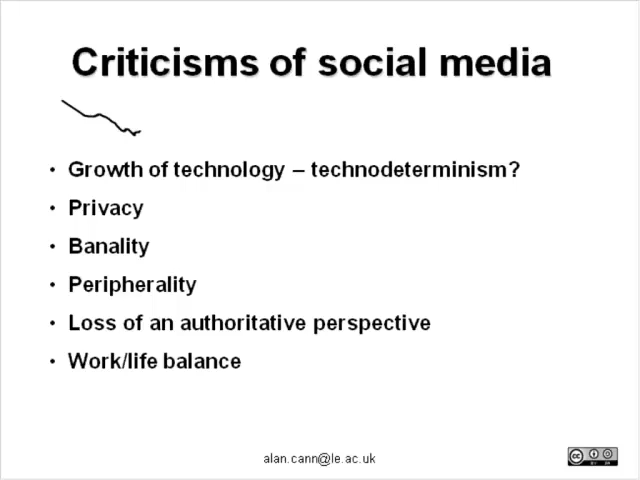 Criticisms of social media
• Growth of technology – technodeterminism?
• Privacy
• Banality
• Peripherality
• Loss of an authoritative perspective
• Work/life balance
alan.cann@le.ac.uk